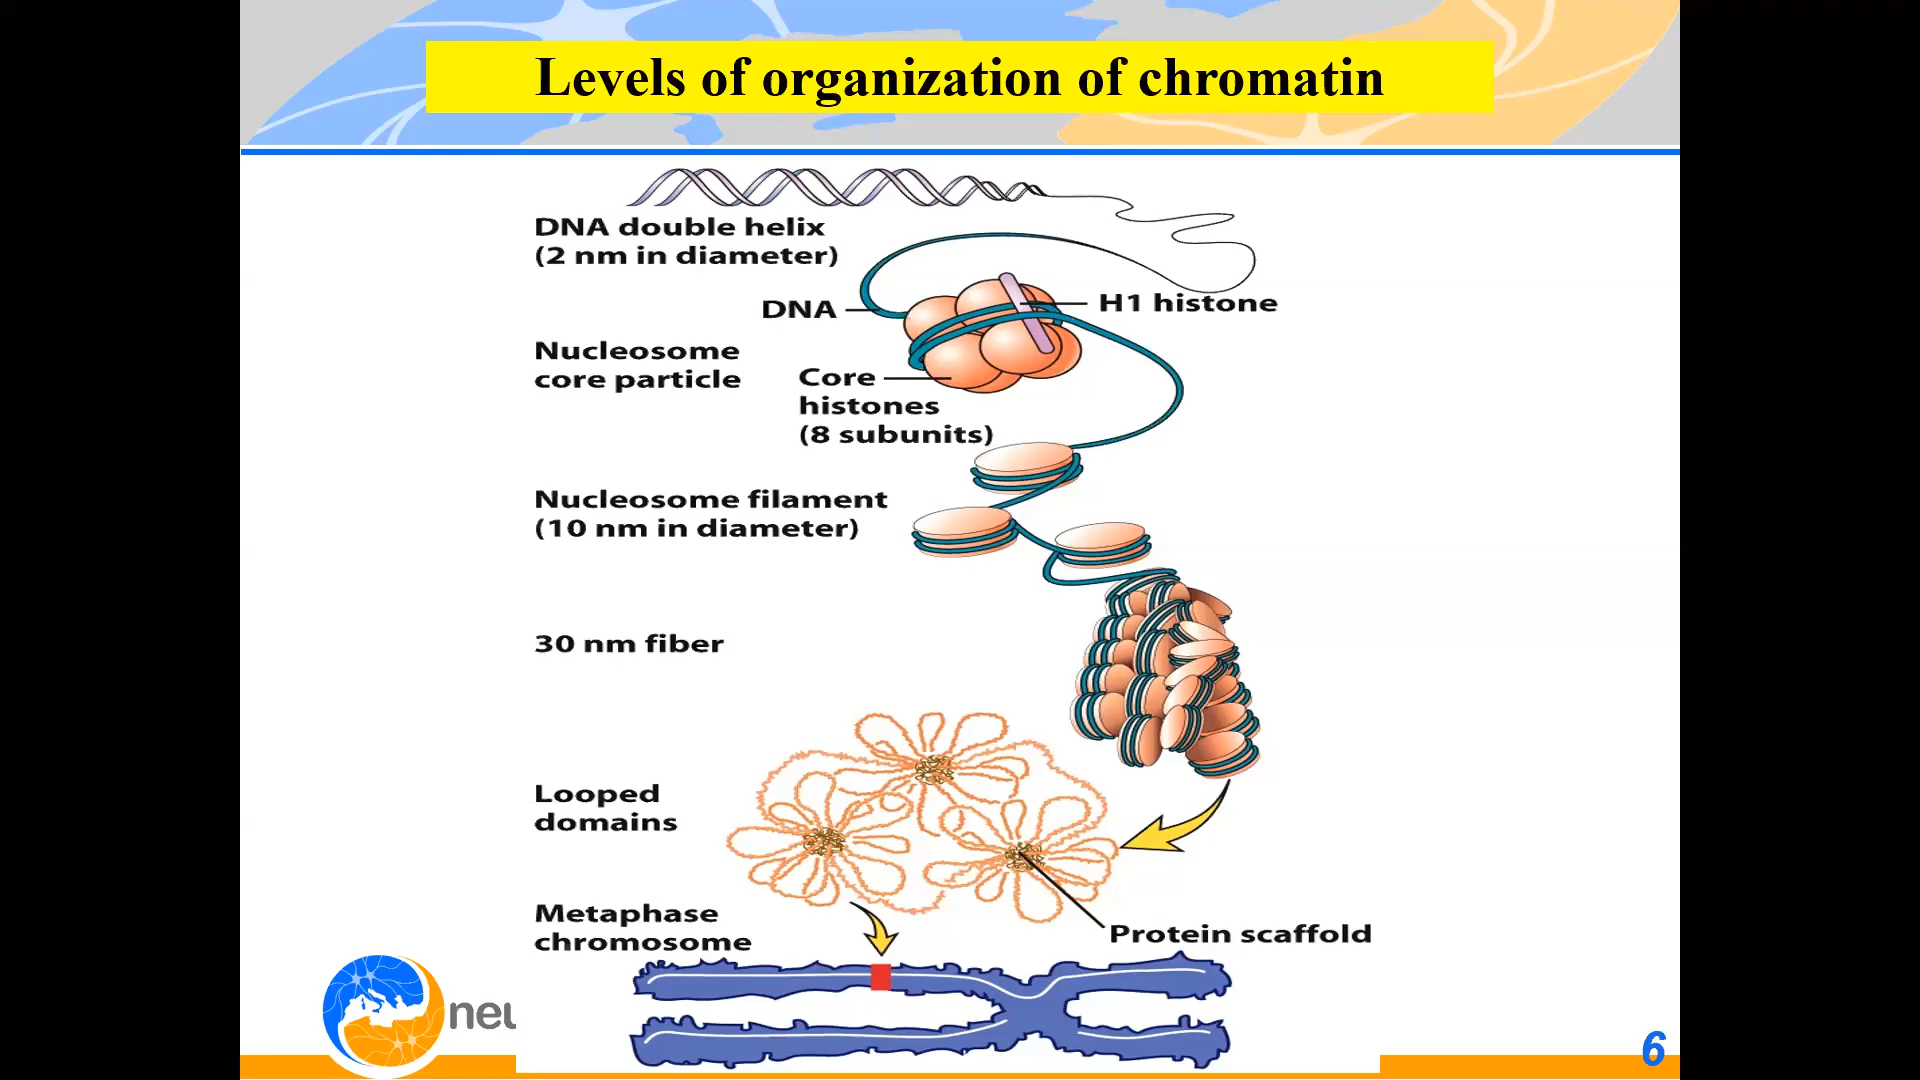 Levels of organization of chromatin
DNA double helix
(2 nm in diameter)
DNA
H1 histone
Nucleosome
core particle
Core
histones
(8 subunits)
Nucleosome filament
(10 nm in diameter)
30 nm fiber
Looped
domains
Metaphase
chromosome
Protein scaffold
neu
6